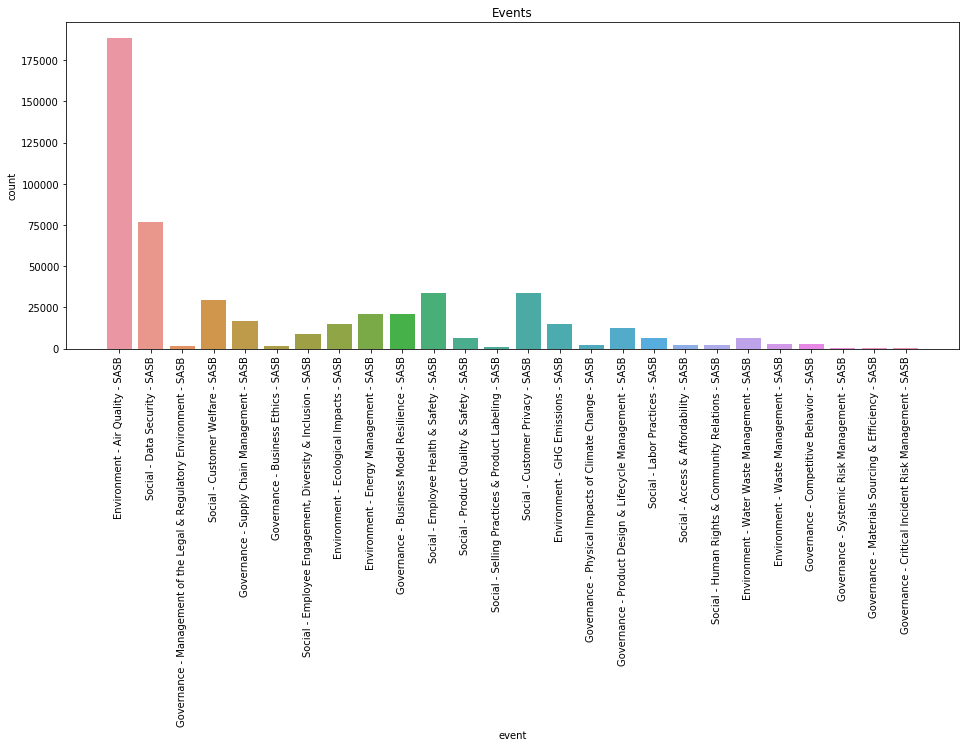 Events
175000
150000
125000
100000
75000
50000
25000
0
count
Environment - Air Quality - SASB
Social - Data Security - SASB
Governance - Management of the Legal & Regulatory Environment - SASB
Social - Customer Welfare - SASB
Governance - Supply Chain Management - SASB
Governance - Business Ethics - SASB
Social - Employee Engagement, Diversity & Inclusion - SASB
Environment - Ecological Impacts - SASB
Environment - Energy Management - SASB
Governance - Business Model Resilience - SASB
Social - Employee Health & Safety - SASB
Social - Product Quality & Safety - SASB
Social - Selling Practices & Product Labeling - SASB
Social - Customer Privacy - SASB
Environment - GHG Emissions - SASB
Governance - Physical Impacts of Climate Change - SASB
Governance - Product Design & Lifecycle Management - SASB
Social - Labor Practices - SASB
Social - Access & Affordability - SASB
Social - Human Rights & Community Relations - SASB
Environment - Water Waste Management - SASB
Environment - Waste Management - SASB
Governance - Competitive Behavior - SASB
Governance - Systemic Risk Management - SASB
Governance - Materials Sourcing & Efficiency - SASB
Governance - Critical Incident Risk Management - SASB
event